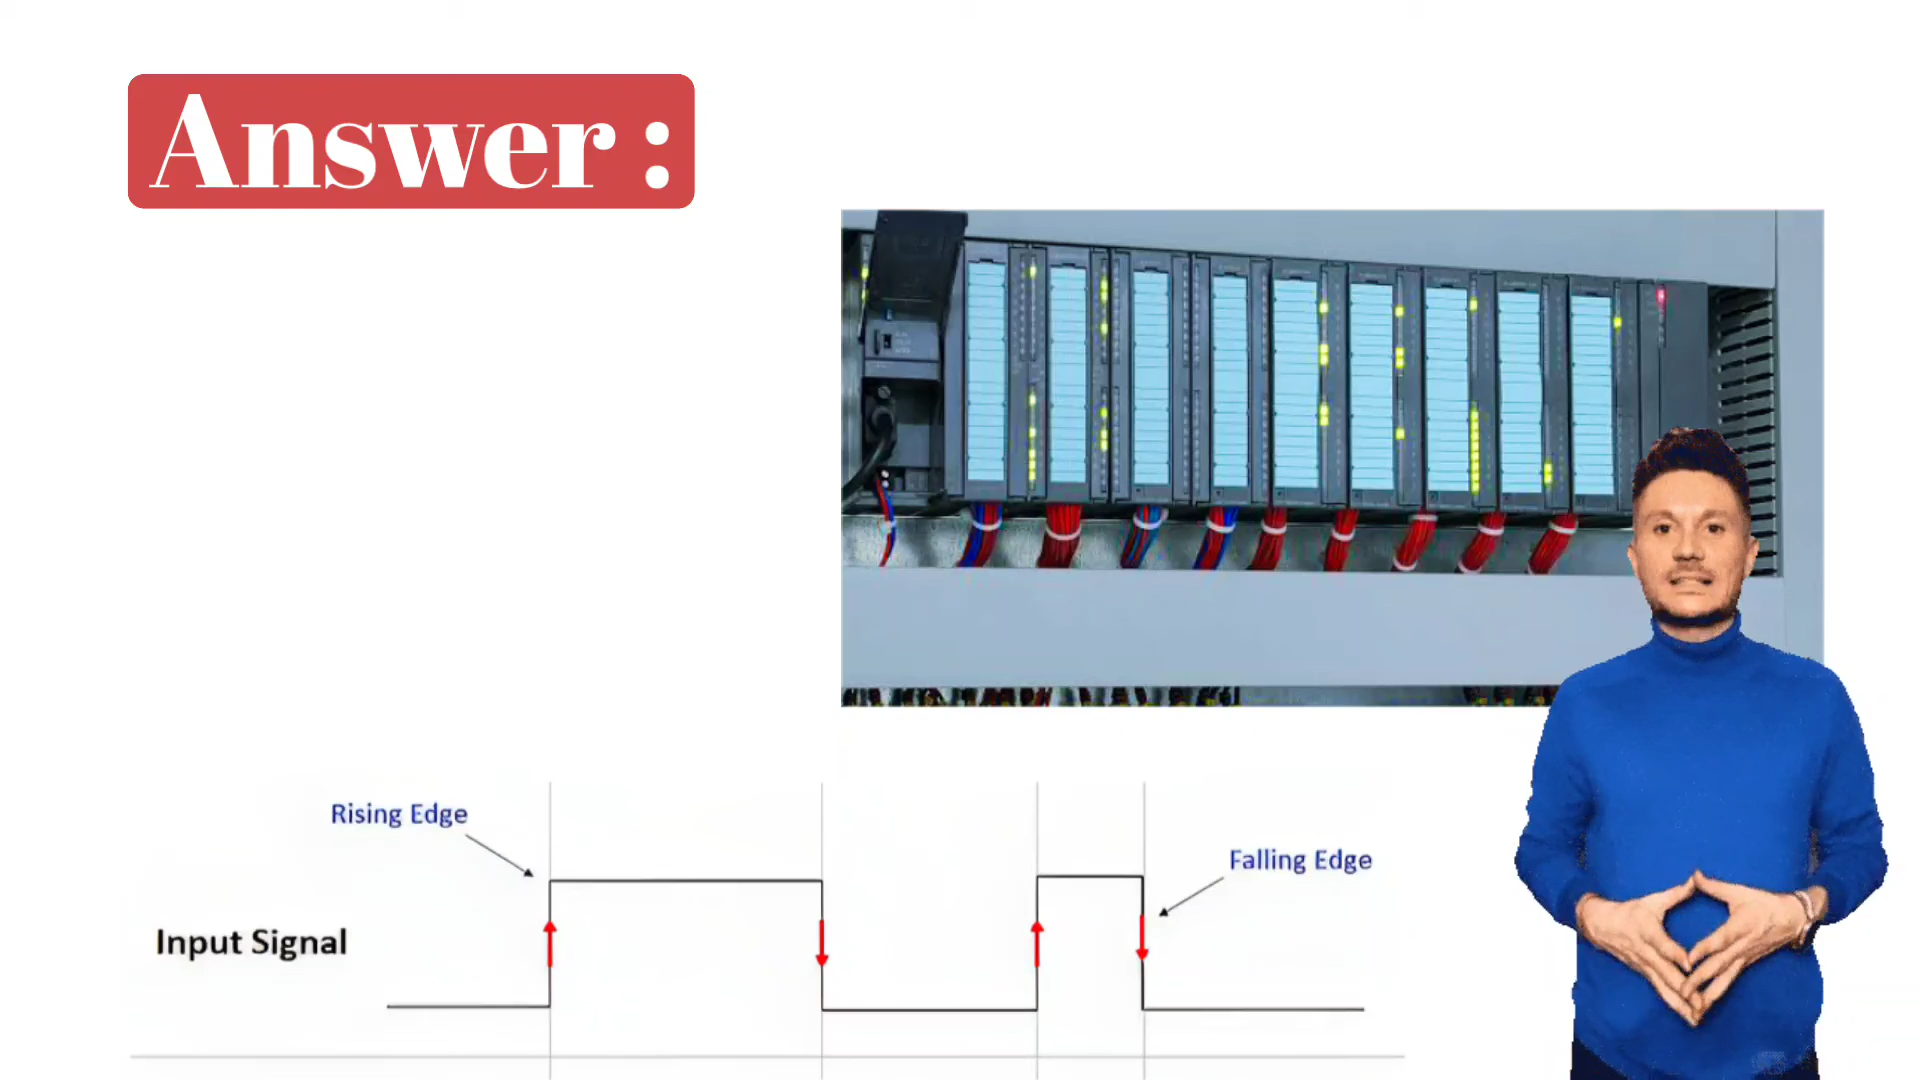 Answer :
Rising Edge
Falling Edge
Input Signal